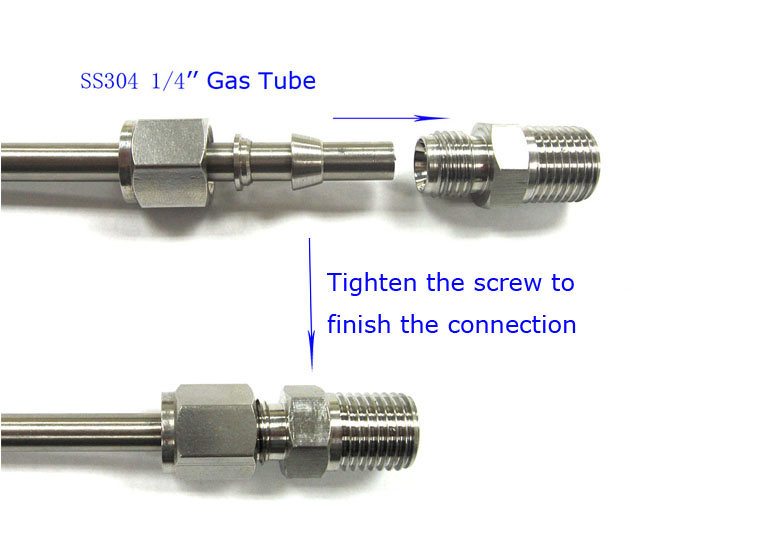 SS304 1/4″ Gas Tube
Tighten the screw to
finish the connection